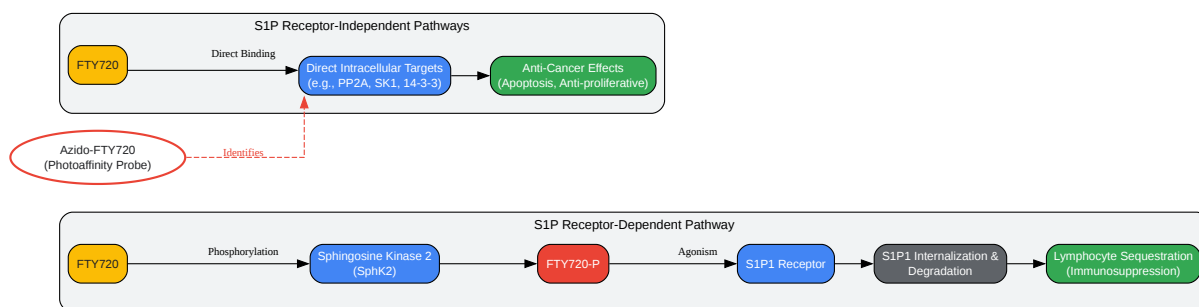 S1P Receptor-Independent Pathways
FTY720
Direct Binding
Direct Intracellular Targets
(e.g., PP2A, SK1, 14-3-3)
Anti-Cancer Effects
(Apoptosis, Anti-proliferative)
Azido-FTY720
(Photoaffinity Probe)
Identifies
S1P Receptor-Dependent Pathway
FTY720
Phosphorylation
Sphingosine Kinase 2
(SphK2)
FTY720-P
Agonism
S1P1 Receptor
S1P1 Internalization &
Degradation
Lymphocyte Sequestration
(Immunosuppression)